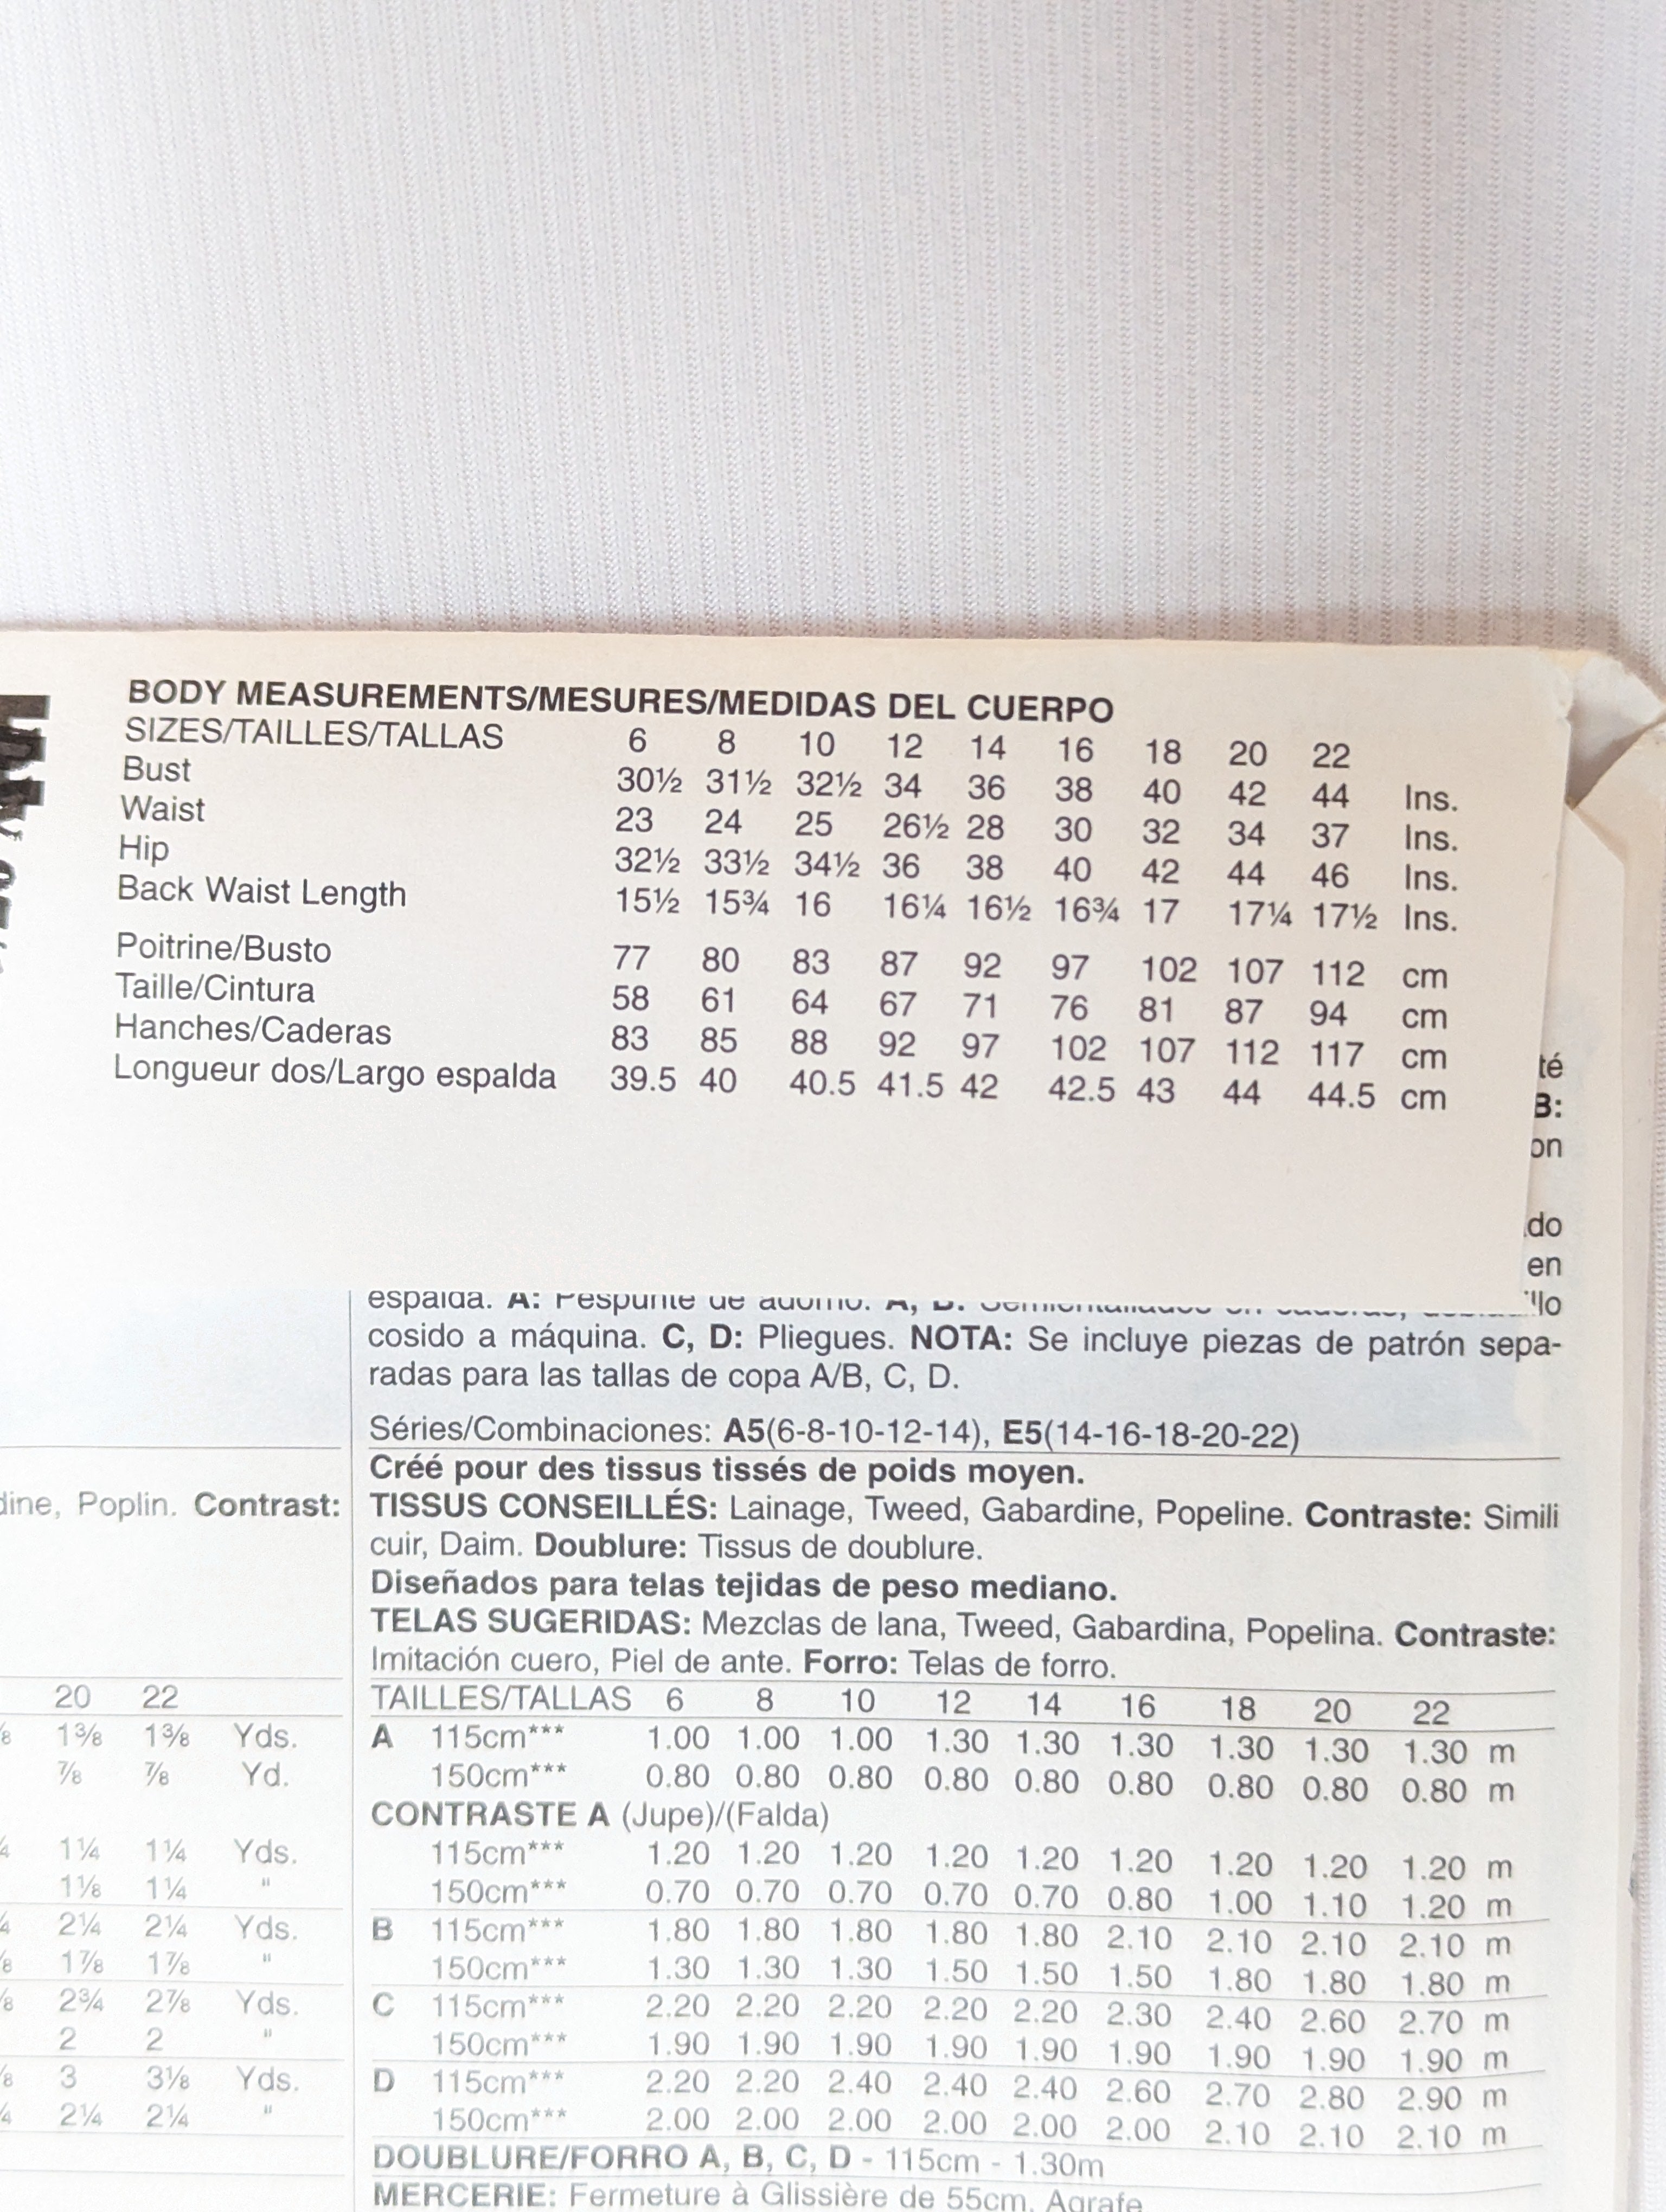 BODY MEASUREMENTS/MESURES/MEDIDAS DEL CUERPO
SIZES/TAILLES/TALLAS 6 8 10 12 14 16 18 20 22
Bust 30½ 31½ 32½ 34 36 38 40 42 44 Ins.
Waist 23 24 25 26½ 28 30 32 34 37 Ins.
Hip 32½ 33½ 34½ 36 38 40 42 44 46 Ins.
Back Waist Length 15½ 15¾ 16 16¼ 16½ 16¾ 17 17¼ 17½ Ins.
Poitrine/Busto 77 80 83 87 92 97 102 107 112 cm
Taille/Cintura 58 61 64 67 71 76 81 87 94 cm
Hanches/Caderas 83 85 88 92 97 102 107 112 117 cm
Longueur dos/Largo espalda 39.5 40 40.5 41.5 42 42.5 43 44 44.5 cm
té
B:
on
do
en
llo
espalda. A: Pespunte de adorno. A, B:
cosido a máquina. C, D: Pliegues. NOTA: Se incluye piezas de patrón sepa-
radas para las tallas de copa A/B, C, D.
Séries/Combinaciones: A5(6-8-10-12-14), E5(14-16-18-20-22)
Créé pour des tissus tissés de poids moyen.
TISSUS CONSEILLÉS: Lainage, Tweed, Gabardine, Popeline. Contraste: Simili
cuir, Daim. Doublure: Tissus de doublure.
Diseñados para telas tejidas de peso mediano.
TELAS SUGERIDAS: Mezclas de lana, Tweed, Gabardina, Popelina. Contraste:
Imitación cuero, Piel de ante. Forro: Telas de forro.
TAILLES/TALLAS 6 8 10 12 14 16 18 20 22
A 115cm*** 1.00 1.00 1.00 1.30 1.30 1.30 1.30 1.30 1.30 m
150cm*** 0.80 0.80 0.80 0.80 0.80 0.80 0.80 0.80 0.80 m
CONTRASTE A (Jupe)/(Falda)
115cm*** 1.20 1.20 1.20 1.20 1.20 1.20 1.20 1.20 1.20 m
150cm*** 0.70 0.70 0.70 0.70 0.70 0.80 1.00 1.10 1.20 m
B 115cm*** 1.80 1.80 1.80 1.80 1.80 2.10 2.10 2.10 2.10 m
150cm*** 1.30 1.30 1.30 1.50 1.50 1.50 1.80 1.80 1.80 m
C 115cm*** 2.20 2.20 2.20 2.20 2.20 2.30 2.40 2.60 2.70 m
150cm*** 1.90 1.90 1.90 1.90 1.90 1.90 1.90 1.90 1.90 m
D 115cm*** 2.20 2.20 2.40 2.40 2.40 2.60 2.70 2.80 2.90 m
150cm*** 2.00 2.00 2.00 2.00 2.00 2.00 2.10 2.10 2.10 m
DOUBLURE/FORRO A, B, C, D - 115cm - 1.30m
MERCERIE: Fermeture à Glissière de 55cm, Agrafe
dine, Poplin. Contrast:
20 22
1⅜ 1⅜ Yds.
⅞ ⅞ Yd.
1¼ 1¼ Yds.
1⅛ 1¼ "
2¼ 2¼ Yds.
1⅞ 1⅞ "
2¾ 2⅞ Yds.
2 2 "
3 3⅛ Yds.
2¼ 2¼ "